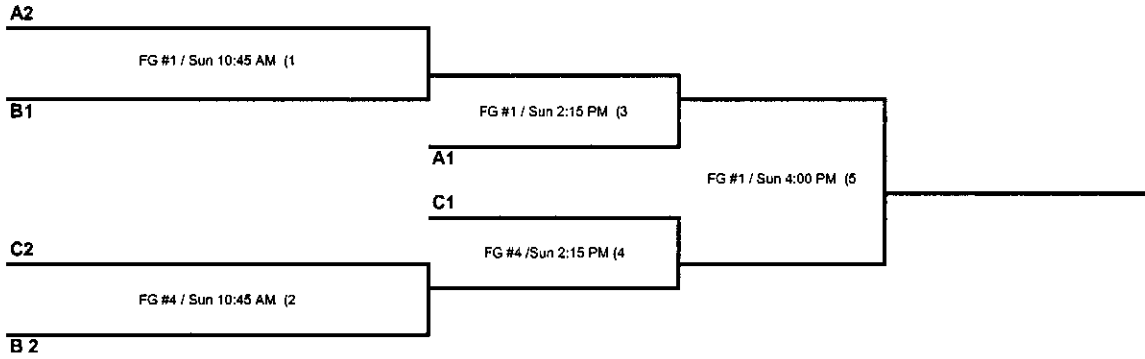 A2
FG #1 / Sun 10:45 AM (1
B1
FG #1 / Sun 2:15 PM (3
A1
FG #1 / Sun 4:00 PM (5
C1
C2
FG #4 /Sun 2:15 PM (4
FG #4 / Sun 10:45 AM (2
B 2